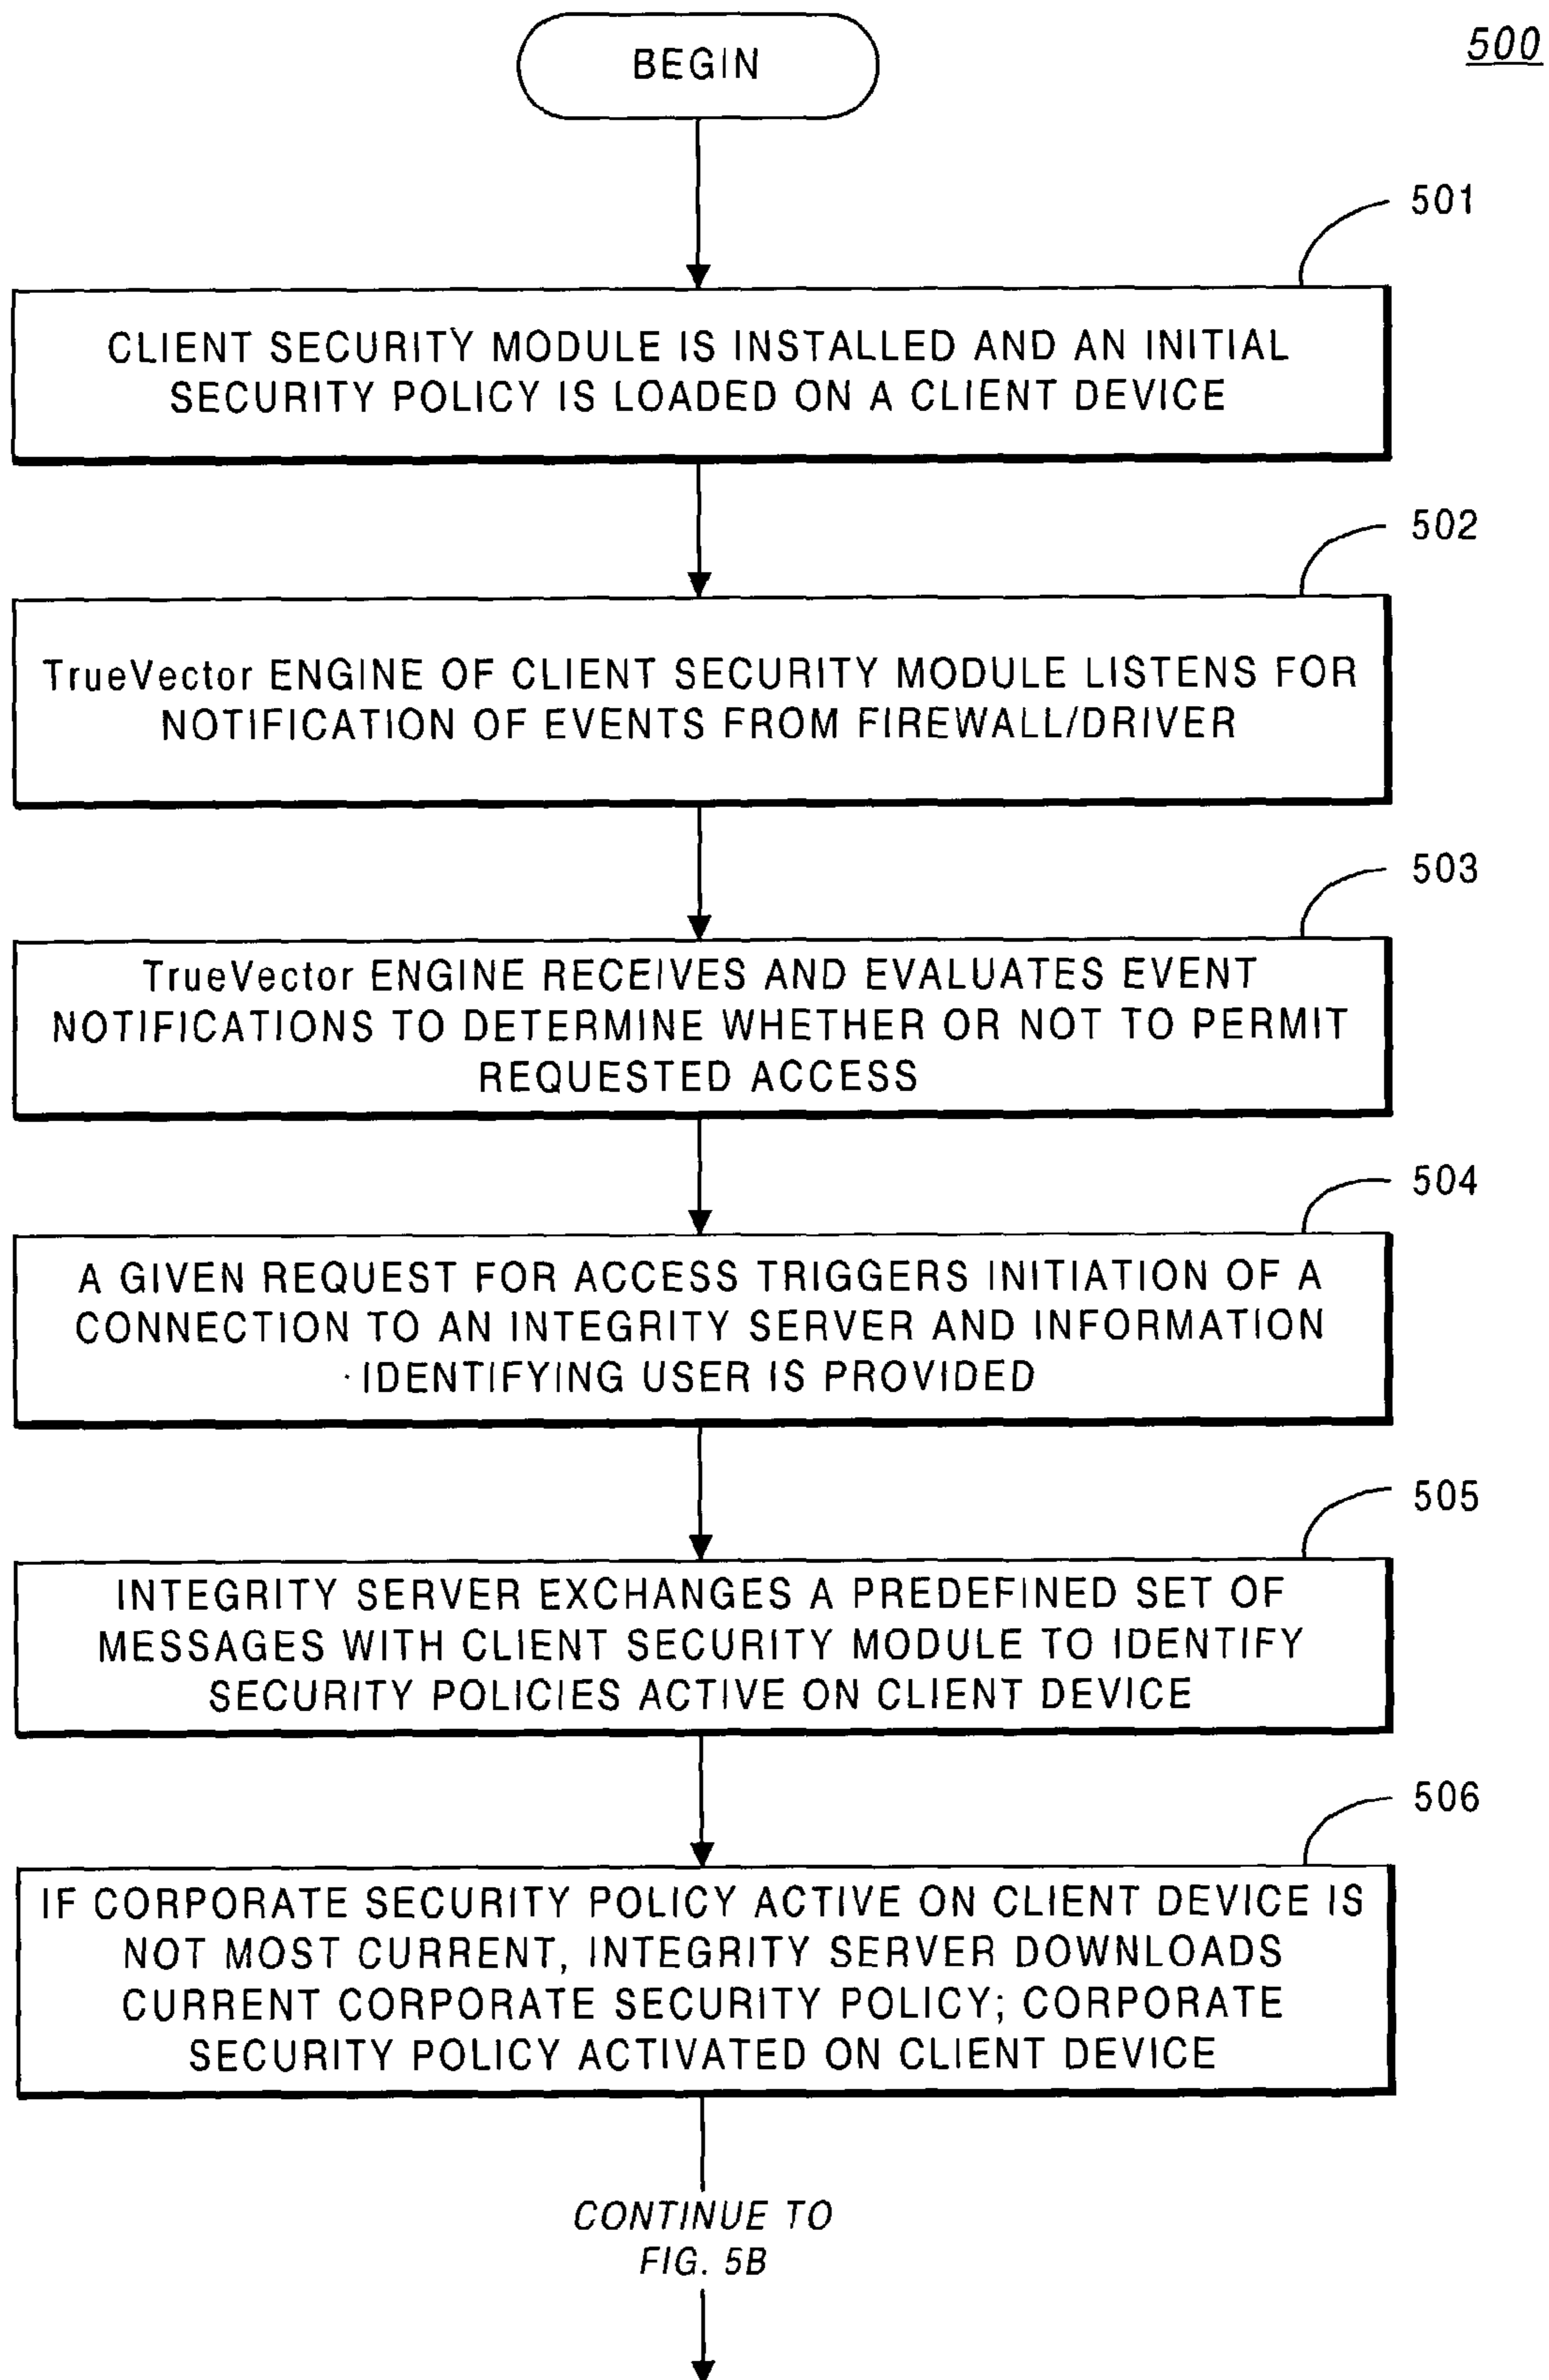 500
BEGIN
501
CLIENT SECURITY MODULE IS INSTALLED AND AN INITIAL
SECURITY POLICY IS LOADED ON A CLIENT DEVICE
502
TrueVector ENGINE OF CLIENT SECURITY MODULE LISTENS FOR
NOTIFICATION OF EVENTS FROM FIREWALL/DRIVER
503
TrueVector ENGINE RECEIVES AND EVALUATES EVENT
NOTIFICATIONS TO DETERMINE WHETHER OR NOT TO PERMIT
REQUESTED ACCESS
504
A GIVEN REQUEST FOR ACCESS TRIGGERS INITIATION OF A
CONNECTION TO AN INTEGRITY SERVER AND INFORMATION
IDENTIFYING USER IS PROVIDED
505
INTEGRITY SERVER EXCHANGES A PREDEFINED SET OF
MESSAGES WITH CLIENT SECURITY MODULE TO IDENTIFY
SECURITY POLICIES ACTIVE ON CLIENT DEVICE
506
IF CORPORATE SECURITY POLICY ACTIVE ON CLIENT DEVICE IS
NOT MOST CURRENT, INTEGRITY SERVER DOWNLOADS
CURRENT CORPORATE SECURITY POLICY; CORPORATE
SECURITY POLICY ACTIVATED ON CLIENT DEVICE
CONTINUE TO
FIG. 5B